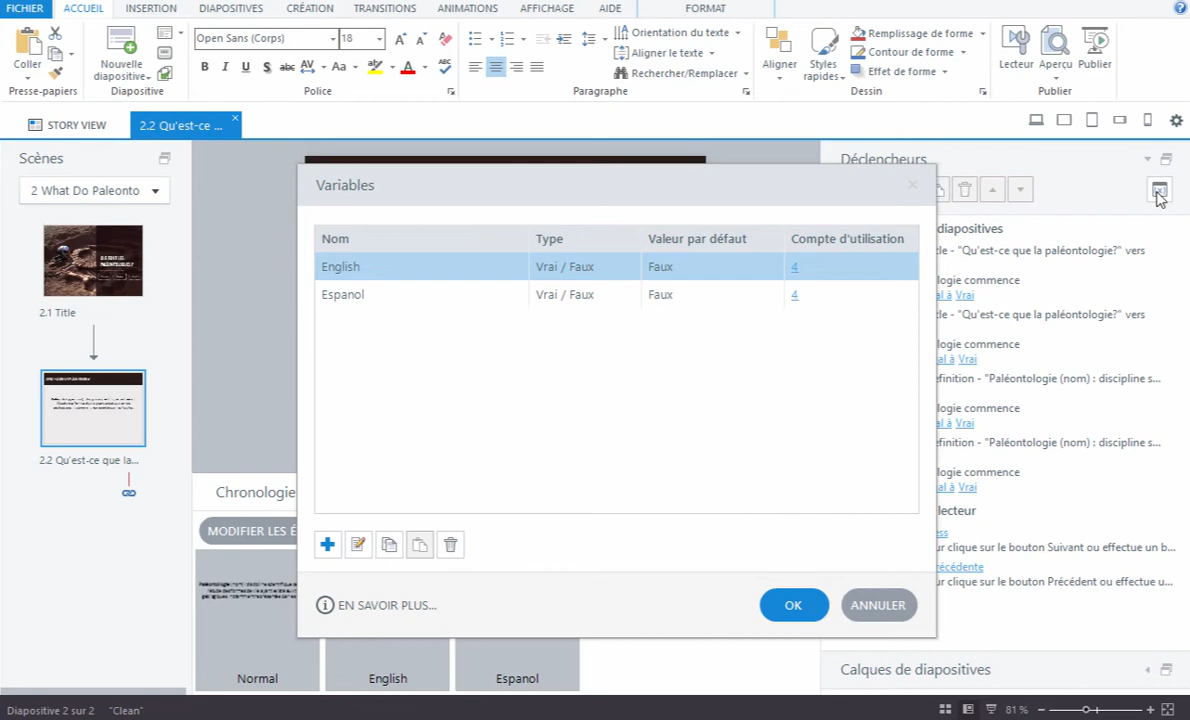 FICHIER ACCUEIL INSERTION DIAPOSITIVES CRÉATION TRANSITIONS ANIMATIONS AFFICHAGE AIDE FORMAT
Coller
Presse-papiers
Nouvelle
diapositive
Diapositive
Open Sans (Corps) 18
B I U S abc AV Aa
Police
Orientation du texte
Aligner le texte
Rechercher/Remplacer
Paragraphe
Aligner
Styles
rapides
Remplissage de forme
Contour de forme
Effet de forme
Dessin
Lecteur Aperçu Publier
Publier
STORY VIEW
2.2 Qu'est-ce ...
Scènes
2 What Do Paleonto
2.1 Title
2.2 Qu'est-ce que la...
Variables
Nom Type Valeur par défaut Compte d'utilisation
English Vrai / Faux Faux 4
Espanol Vrai / Faux Faux 4
EN SAVOIR PLUS...
OK
ANNULER
Chronologie
MODIFIER LES É
Normal English Espanol
Déclencheurs
diapositives
tle - "Qu'est-ce que la paléontologie?" vers
logie commence
al à Vrai
tle - "Qu'est-ce que la paléontologie?" vers
logie commence
al à Vrai
éfinition - "Paléontologie (nom) : discipline s...
logie commence
al à Vrai
éfinition - "Paléontologie (nom) : discipline s...
logie commence
al à Vrai
lecteur
ess
ur clique sur le bouton Suivant ou effectue un b...
récédente
ur clique sur le bouton Précédent ou effectue u...
Calques de diapositives
Diapositive 2 sur 2 "Clean"
81 %